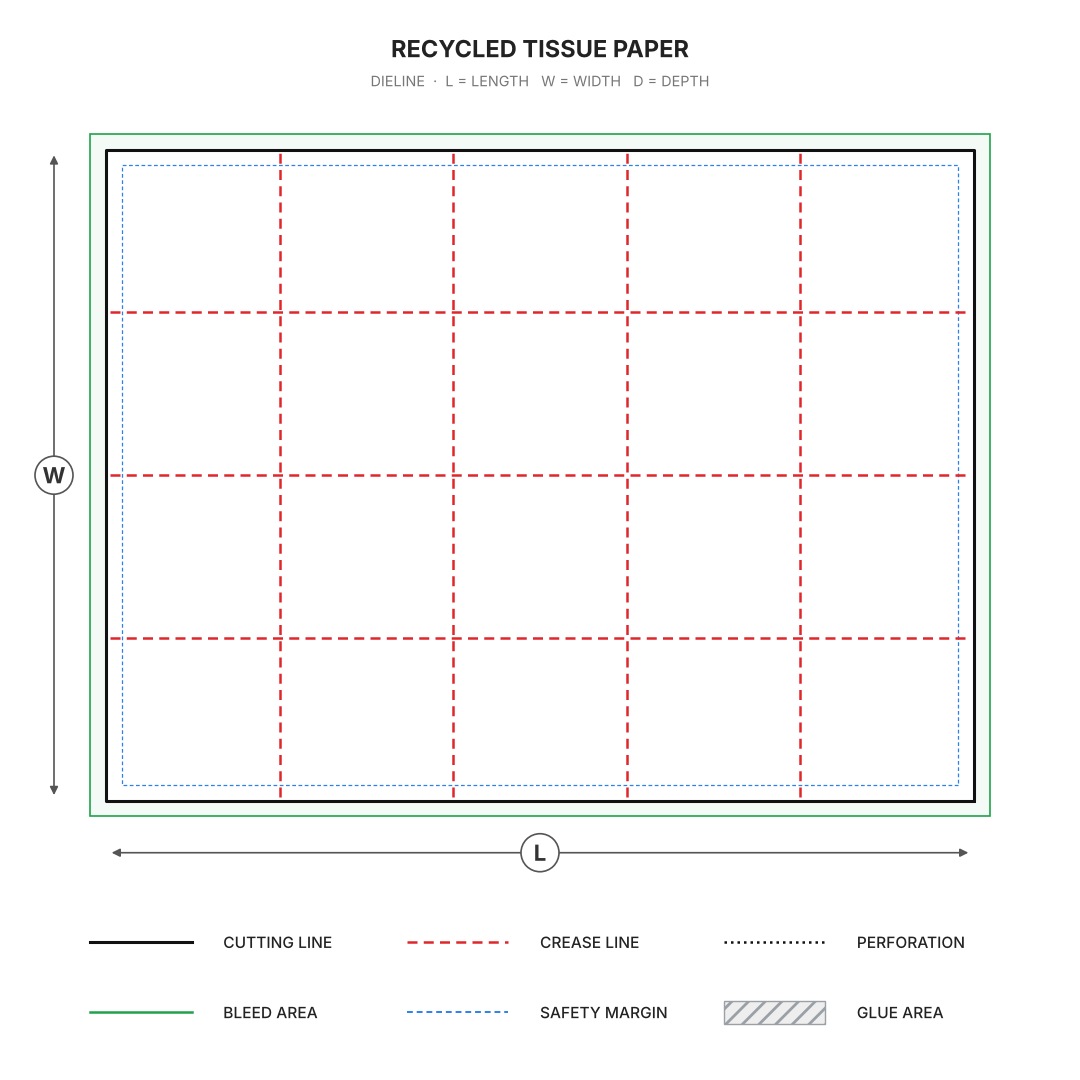 RECYCLED TISSUE PAPER
DIELINE · L = LENGTH W = WIDTH D = DEPTH
W
L
CUTTING LINE
CREASE LINE
PERFORATION
BLEED AREA
SAFETY MARGIN
GLUE AREA